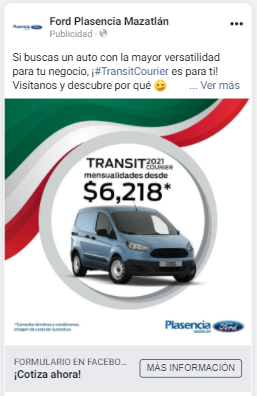 Plasencia
Ford Plasencia Mazatlán
Publicidad ·
Si buscas un auto con la mayor versatilidad
para tu negocio, ¡#TransitCourier es para ti!
Visítanos y descubre por qué 😉 ... Ver más
TRANSIT 2021
COURIER
mensualidades desde
$6,218*
*Consulta términos y condiciones,
imagen de carácter ilustrativo
Plasencia Ford
MAZATLÁN
FORMULARIO EN FACEBO...
¡Cotiza ahora!
MÁS INFORMACIÓN